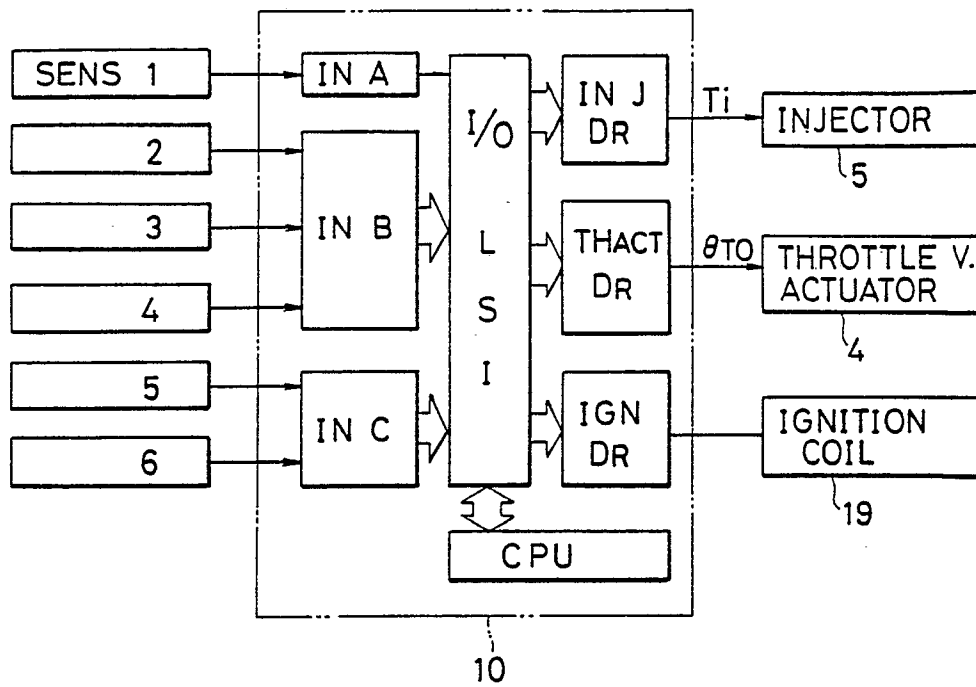 SENS 1
2
3
4
5
6
IN A
IN B
IN C
I/O
L
S
I
INJ
DR
THACT
DR
IGN
DR
CPU
Ti
θTO
INJECTOR
5
THROTTLE V.
ACTUATOR
4
IGNITION
COIL
19
10